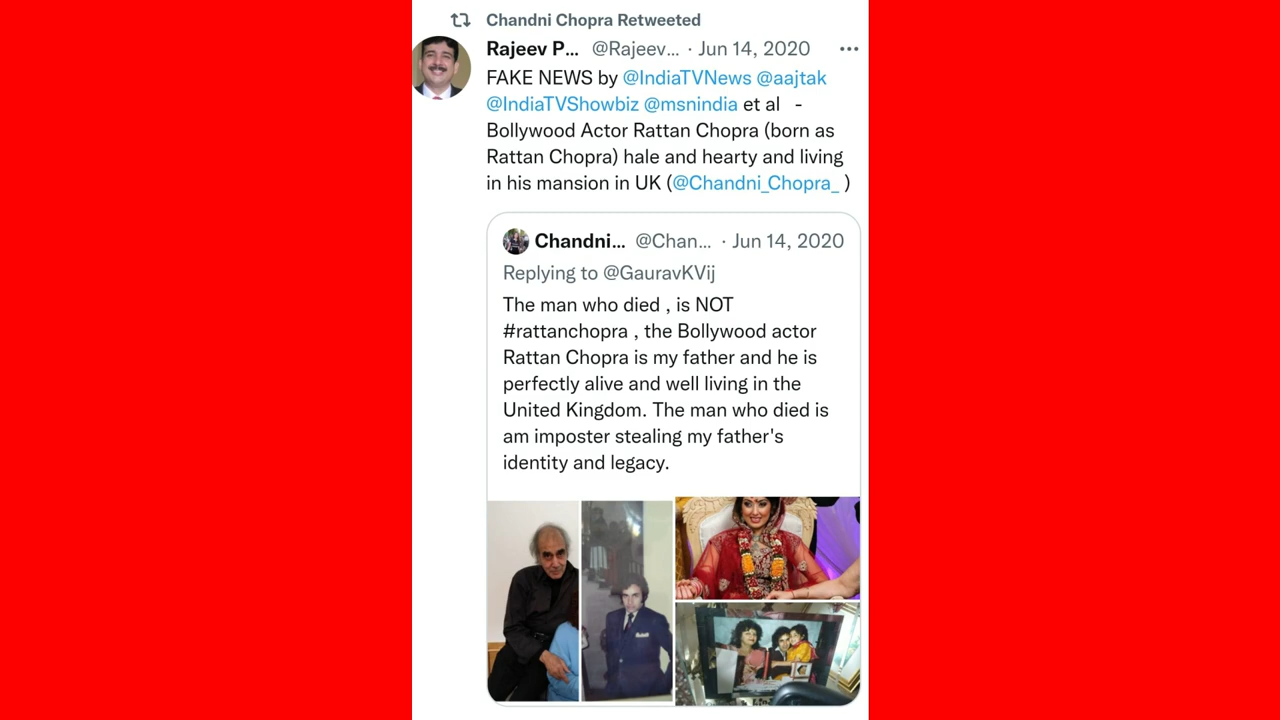 Chandni Chopra Retweeted
Rajeev P... @Rajeev... · Jun 14, 2020
FAKE NEWS by @IndiaTVNews @aajtak
@IndiaTVShowbiz @msnindia et al -
Bollywood Actor Rattan Chopra (born as
Rattan Chopra) hale and hearty and living
in his mansion in UK (@Chandni_Chopra_ )
Chandni... @Chan... · Jun 14, 2020
Replying to @GauravKVij
The man who died , is NOT
#rattanchopra , the Bollywood actor
Rattan Chopra is my father and he is
perfectly alive and well living in the
United Kingdom. The man who died is
am imposter stealing my father's
identity and legacy.